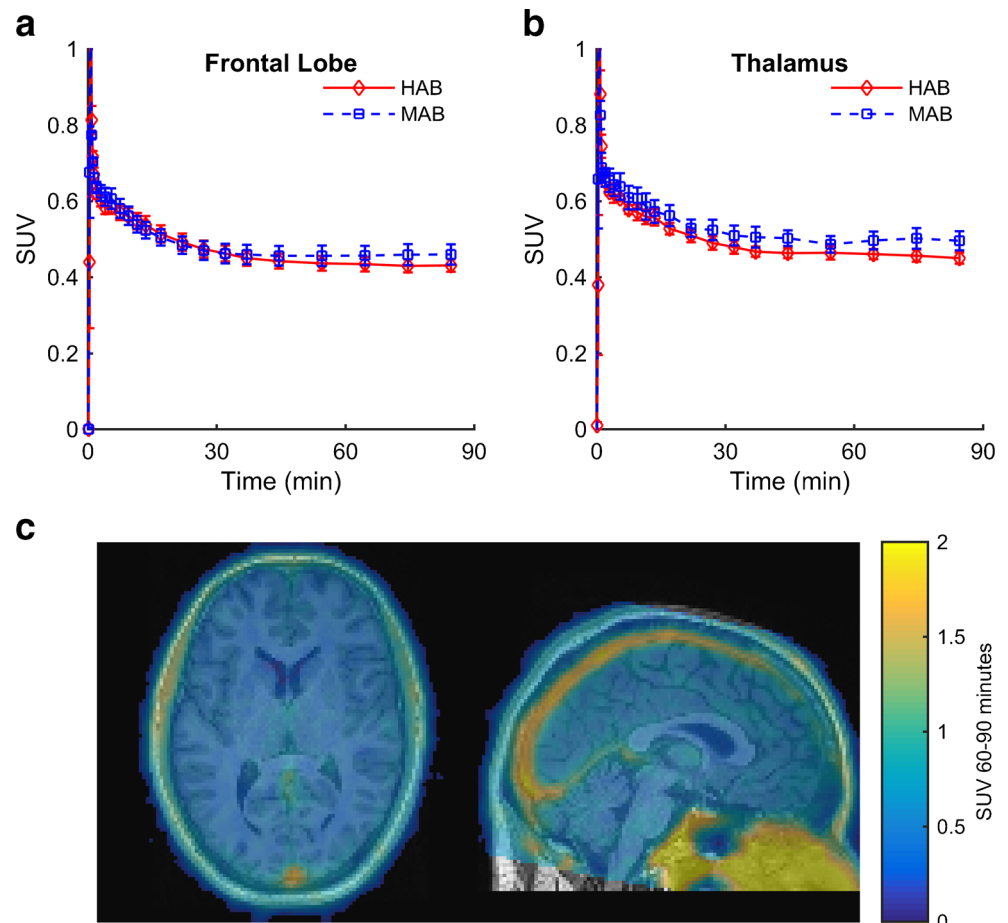 a
Frontal Lobe
HAB
MAB
SUV
1
0.8
0.6
0.4
0.2
0
0 30 60 90
Time (min)
b
Thalamus
HAB
MAB
SUV
1
0.8
0.6
0.4
0.2
0
0 30 60 90
Time (min)
c
2
1.5
1
0.5
0
SUV 60-90 minutes